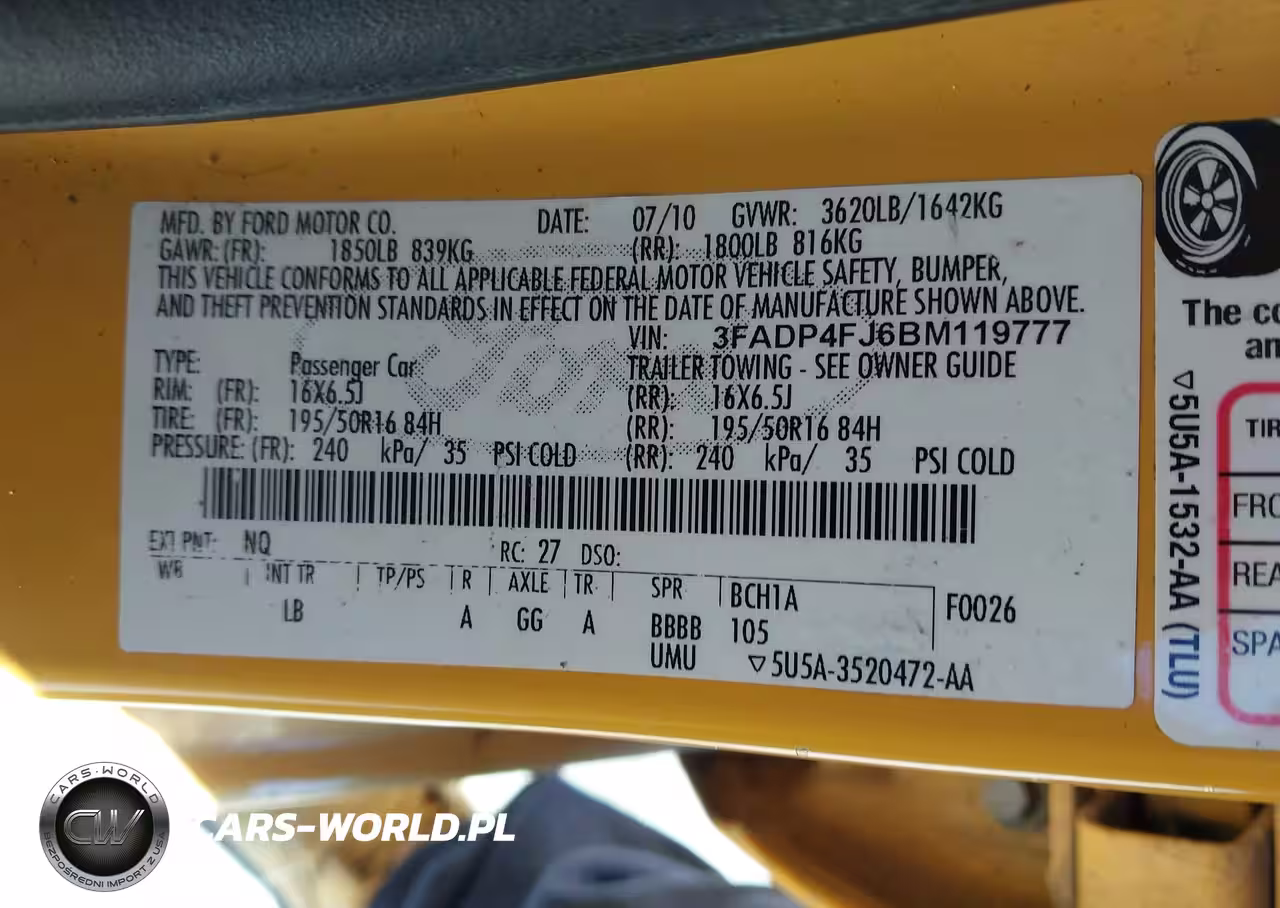 MFD. BY FORD MOTOR CO. DATE: 07/10 GVWR: 3620LB/1642KG
GAWR: (FR): 1850LB 839KG (RR): 1800LB 816KG
THIS VEHICLE CONFORMS TO ALL APPLICABLE FEDERAL MOTOR VEHICLE SAFETY, BUMPER,
AND THEFT PREVENTION STANDARDS IN EFFECT ON THE DATE OF MANUFACTURE SHOWN ABOVE.
VIN: 3FADP4FJ6BM119777
TYPE: Passenger Car TRAILER TOWING - SEE OWNER GUIDE
RIM: (FR): 16X6.5J (RR): 16X6.5J
TIRE: (FR): 195/50R16 84H (RR): 195/50R16 84H
PRESSURE: (FR): 240 kPa/ 35 PSI COLD (RR): 240 kPa/ 35 PSI COLD
EXT PNT: NQ RC: 27 DSO:
WB INT TR TP/PS R AXLE TR SPR BCH1A F0026
LB A GG A BBBB 105
UMU ▽5U5A-3520472-AA
Ford
The co
an
TIR
FRO
REA
SPA
▽5U5A-1532-AA (TLU)
CARS-WORLD
CW
BEZPOŚREDNI IMPORT Z USA
CARS-WORLD.PL